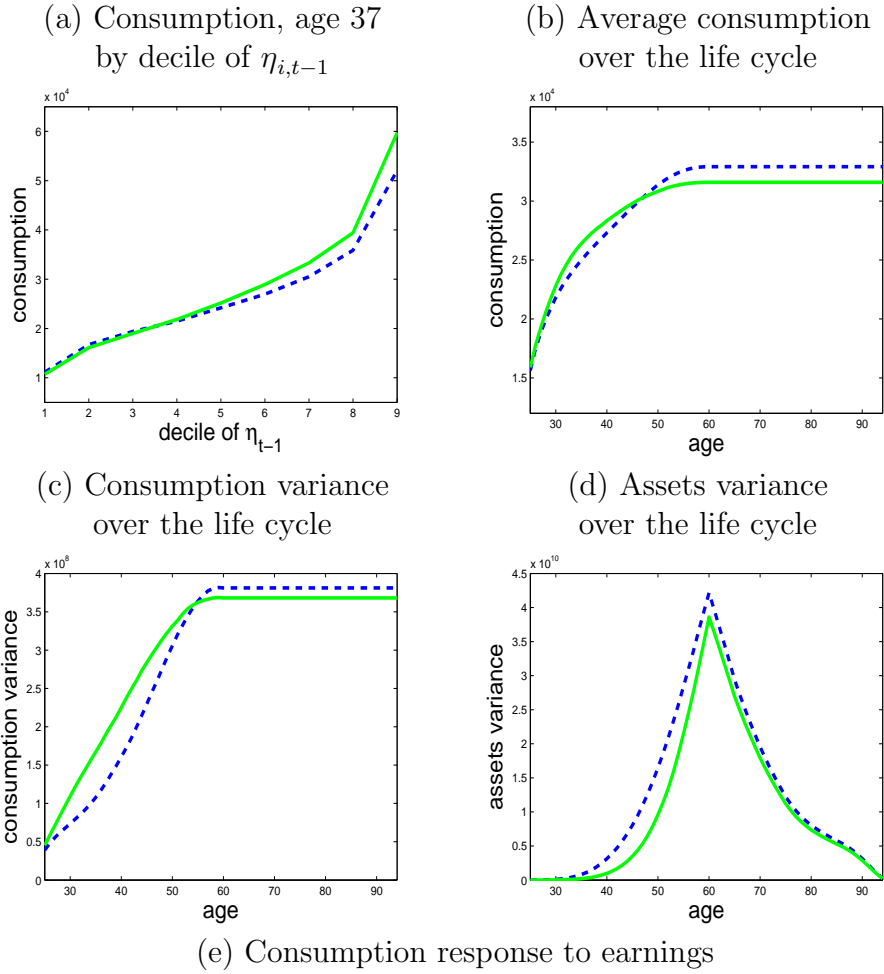 (a) Consumption, age 37
by decile of η_{i,t−1}
(b) Average consumption
over the life cycle
x 10^4
6
5
4
3
2
1
consumption
1 2 3 4 5 6 7 8 9
decile of η_{t−1}
x 10^4
3.5
3
2.5
2
1.5
consumption
30 40 50 60 70 80 90
age
(c) Consumption variance
over the life cycle
(d) Assets variance
over the life cycle
x 10^8
4
3.5
3
2.5
2
1.5
1
0.5
0
consumption variance
30 40 50 60 70 80 90
age
x 10^10
4.5
4
3.5
3
2.5
2
1.5
1
0.5
0
assets variance
30 40 50 60 70 80 90
age
(e) Consumption response to earnings